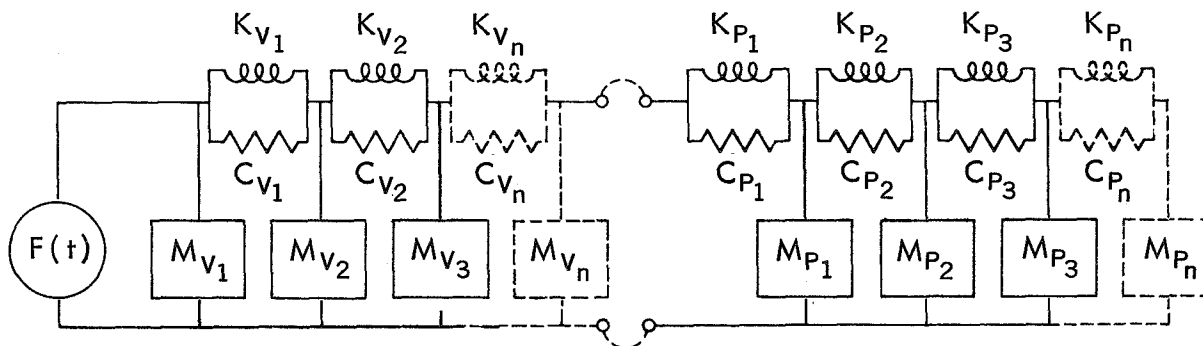 K_V1 K_V2 K_Vn K_P1 K_P2 K_P3 K_Pn
C_V1 C_V2 C_Vn C_P1 C_P2 C_P3 C_Pn
F(t) M_V1 M_V2 M_V3 M_Vn M_P1 M_P2 M_P3 M_Pn